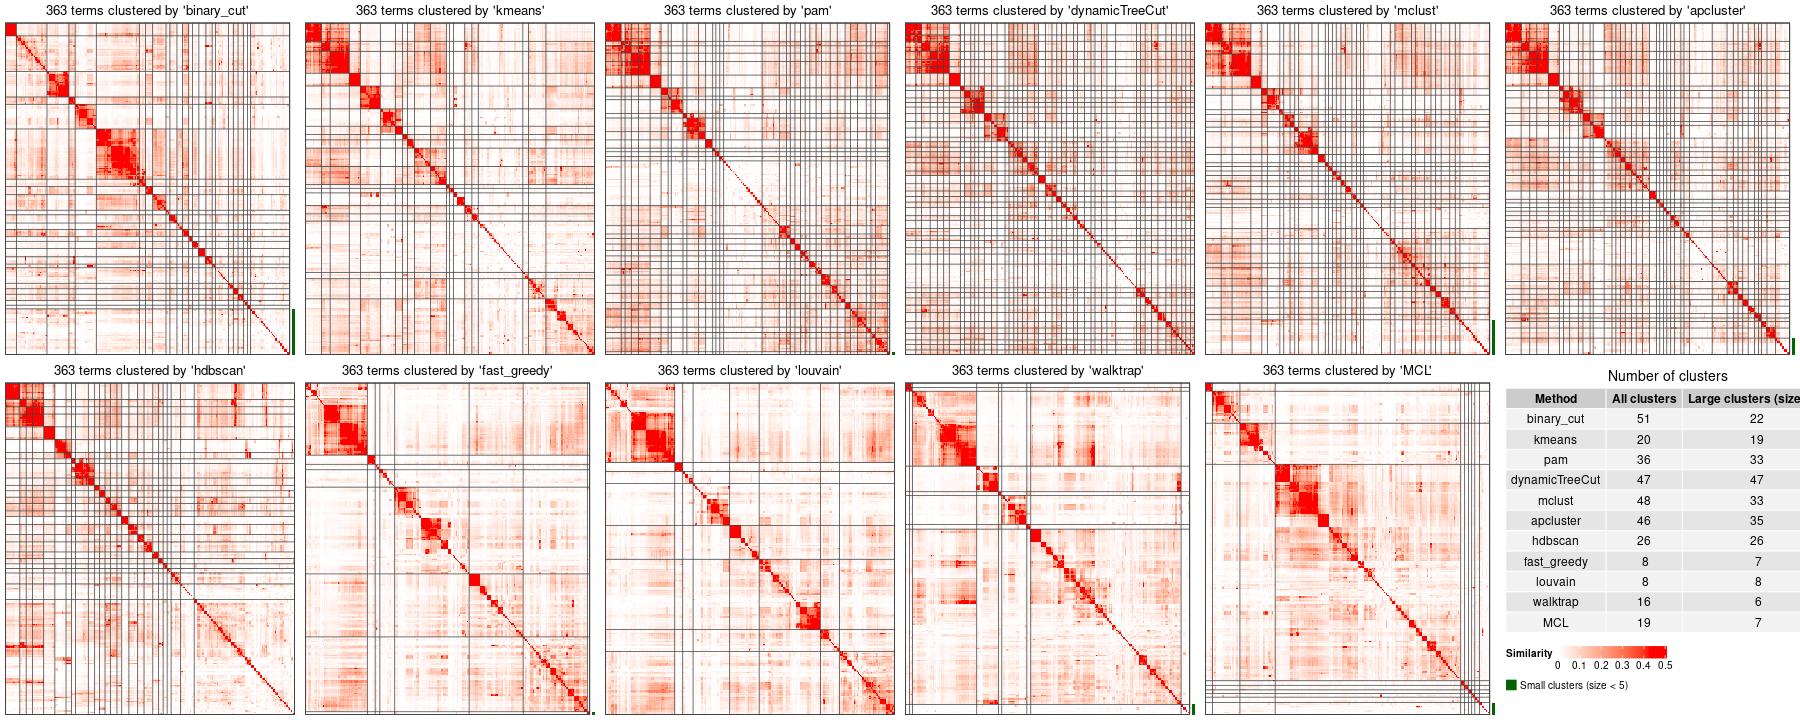 363 terms clustered by 'binary_cut'
363 terms clustered by 'kmeans'
363 terms clustered by 'pam'
363 terms clustered by 'dynamicTreeCut'
363 terms clustered by 'mclust'
363 terms clustered by 'apcluster'
363 terms clustered by 'hdbscan'
363 terms clustered by 'fast_greedy'
363 terms clustered by 'louvain'
363 terms clustered by 'walktrap'
363 terms clustered by 'MCL'
Number of clusters
Method All clusters Large clusters (size
binary_cut 51 22
kmeans 20 19
pam 36 33
dynamicTreeCut 47 47
mclust 48 33
apcluster 46 35
hdbscan 26 26
fast_greedy 8 7
louvain 8 8
walktrap 16 6
MCL 19 7
Similarity
0 0.1 0.2 0.3 0.4 0.5
Small clusters (size < 5)